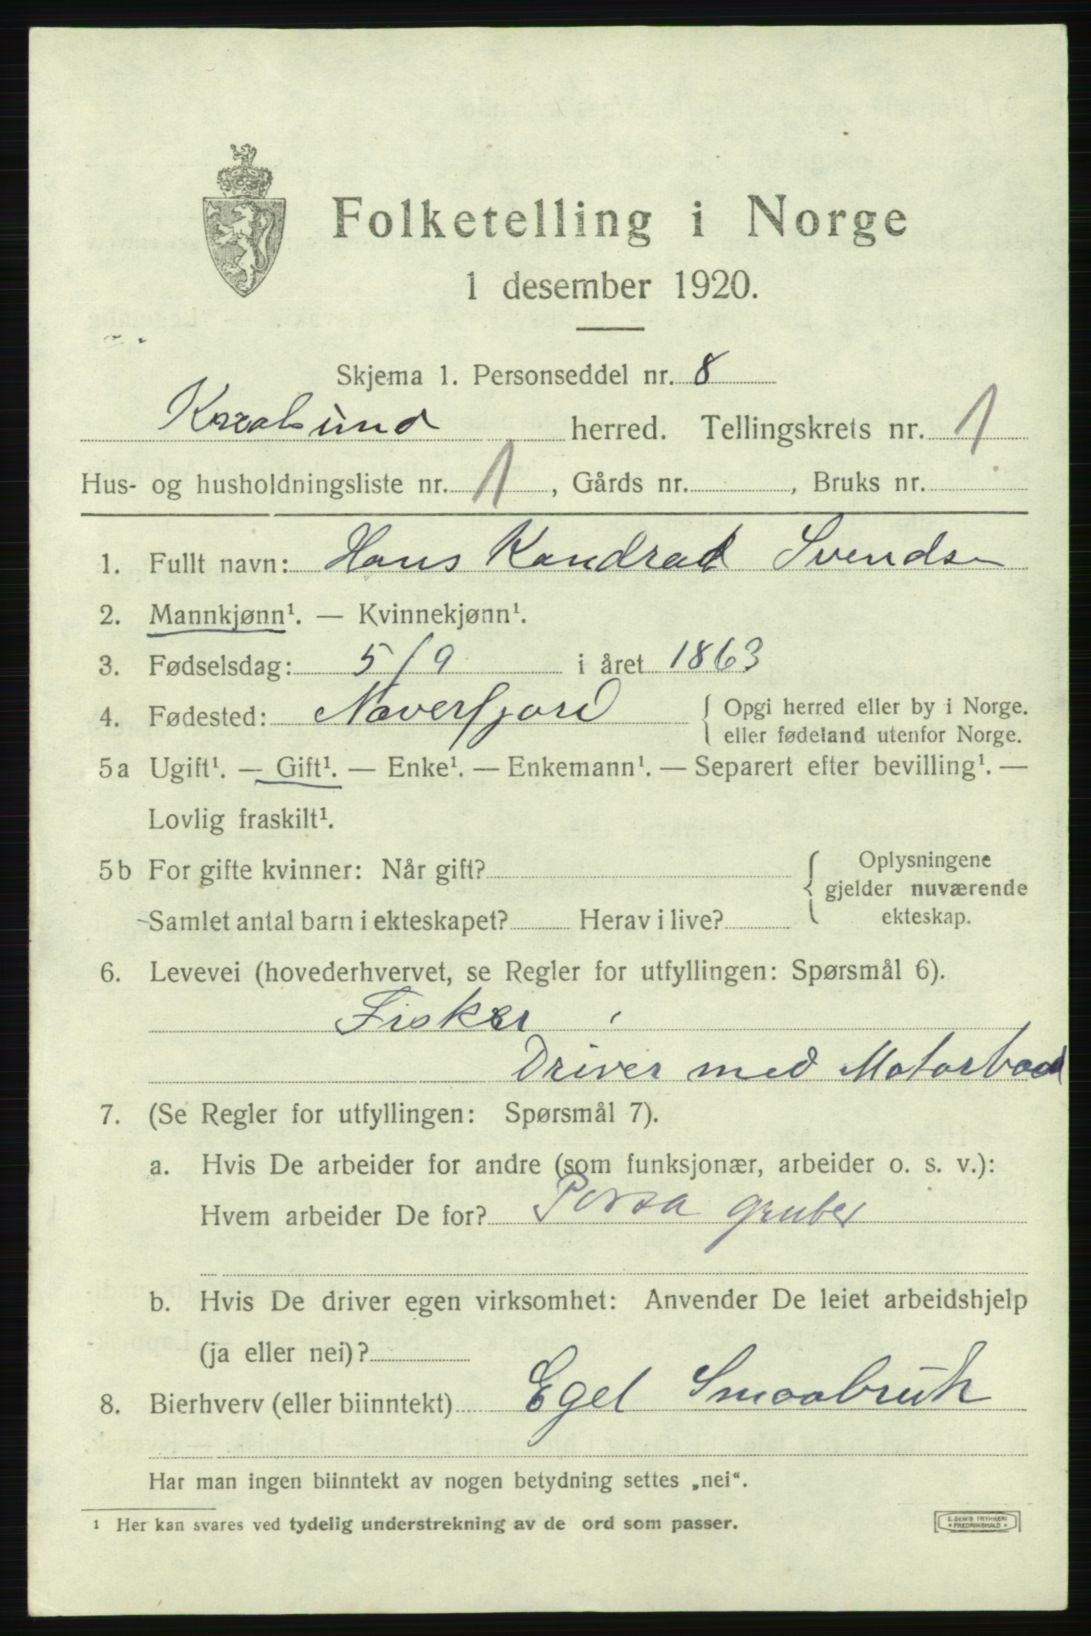 Folketelling i Norge
1 desember 1920.
Skjema 1. Personseddel nr. 8
Kvalsund herred. Tellingskrets nr. 1
Hus- og husholdningsliste nr. 1, Gårds nr. , Bruks nr.
1. Fullt navn: Hans Kondrad Svendsen
2. Mannkjønn¹. — Kvinnekjønn¹.
3. Fødselsdag: 5/9 i året 1863
4. Fødested: Naverfjord { Opgi herred eller by i Norge.
eller fødeland utenfor Norge.
5a Ugift¹. — Gift¹. — Enke¹. — Enkemann¹. — Separert efter bevilling¹. —
Lovlig fraskilt¹.
5b For gifte kvinner: Når gift? { Oplysningene
gjelder nuværende
Samlet antal barn i ekteskapet? Herav i live? ekteskap.
6. Levevei (hovederhvervet, se Regler for utfyllingen: Spørsmål 6).
Fisker
Driver med Motorbaad
7. (Se Regler for utfyllingen: Spørsmål 7).
a. Hvis De arbeider for andre (som funksjonær, arbeider o. s. v.):
Hvem arbeider De for? Porsa gruber
b. Hvis De driver egen virksomhet: Anvender De leiet arbeidshjelp
(ja eller nei)?
8. Bierhverv (eller biinntekt) Eget Smaabruk
Har man ingen biinntekt av nogen betydning settes „nei“.
¹ Her kan svares ved tydelig understrekning av de ord som passer.